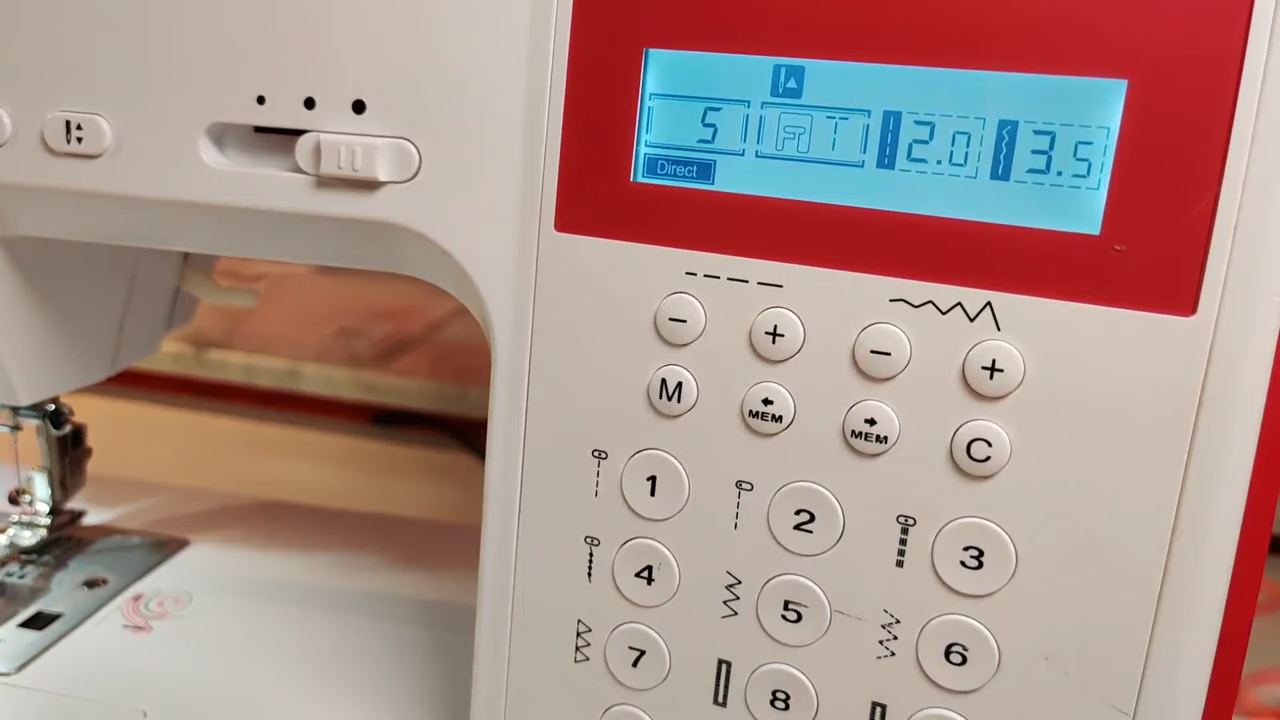 5 T 2.0 3.5
Direct
− + − +
M ←MEM →MEM C
1 2 3
4 5 6
7 8